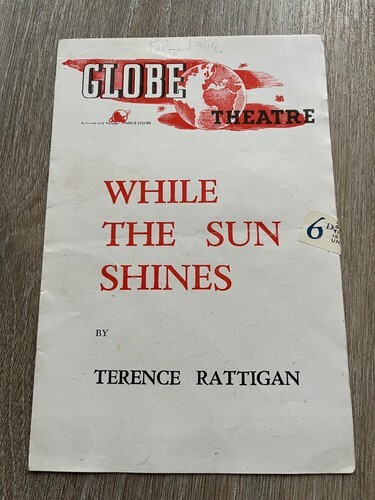 GLOBE
THEATRE
WHILE
THE SUN
SHINES
6
BY
TERENCE RATTIGAN